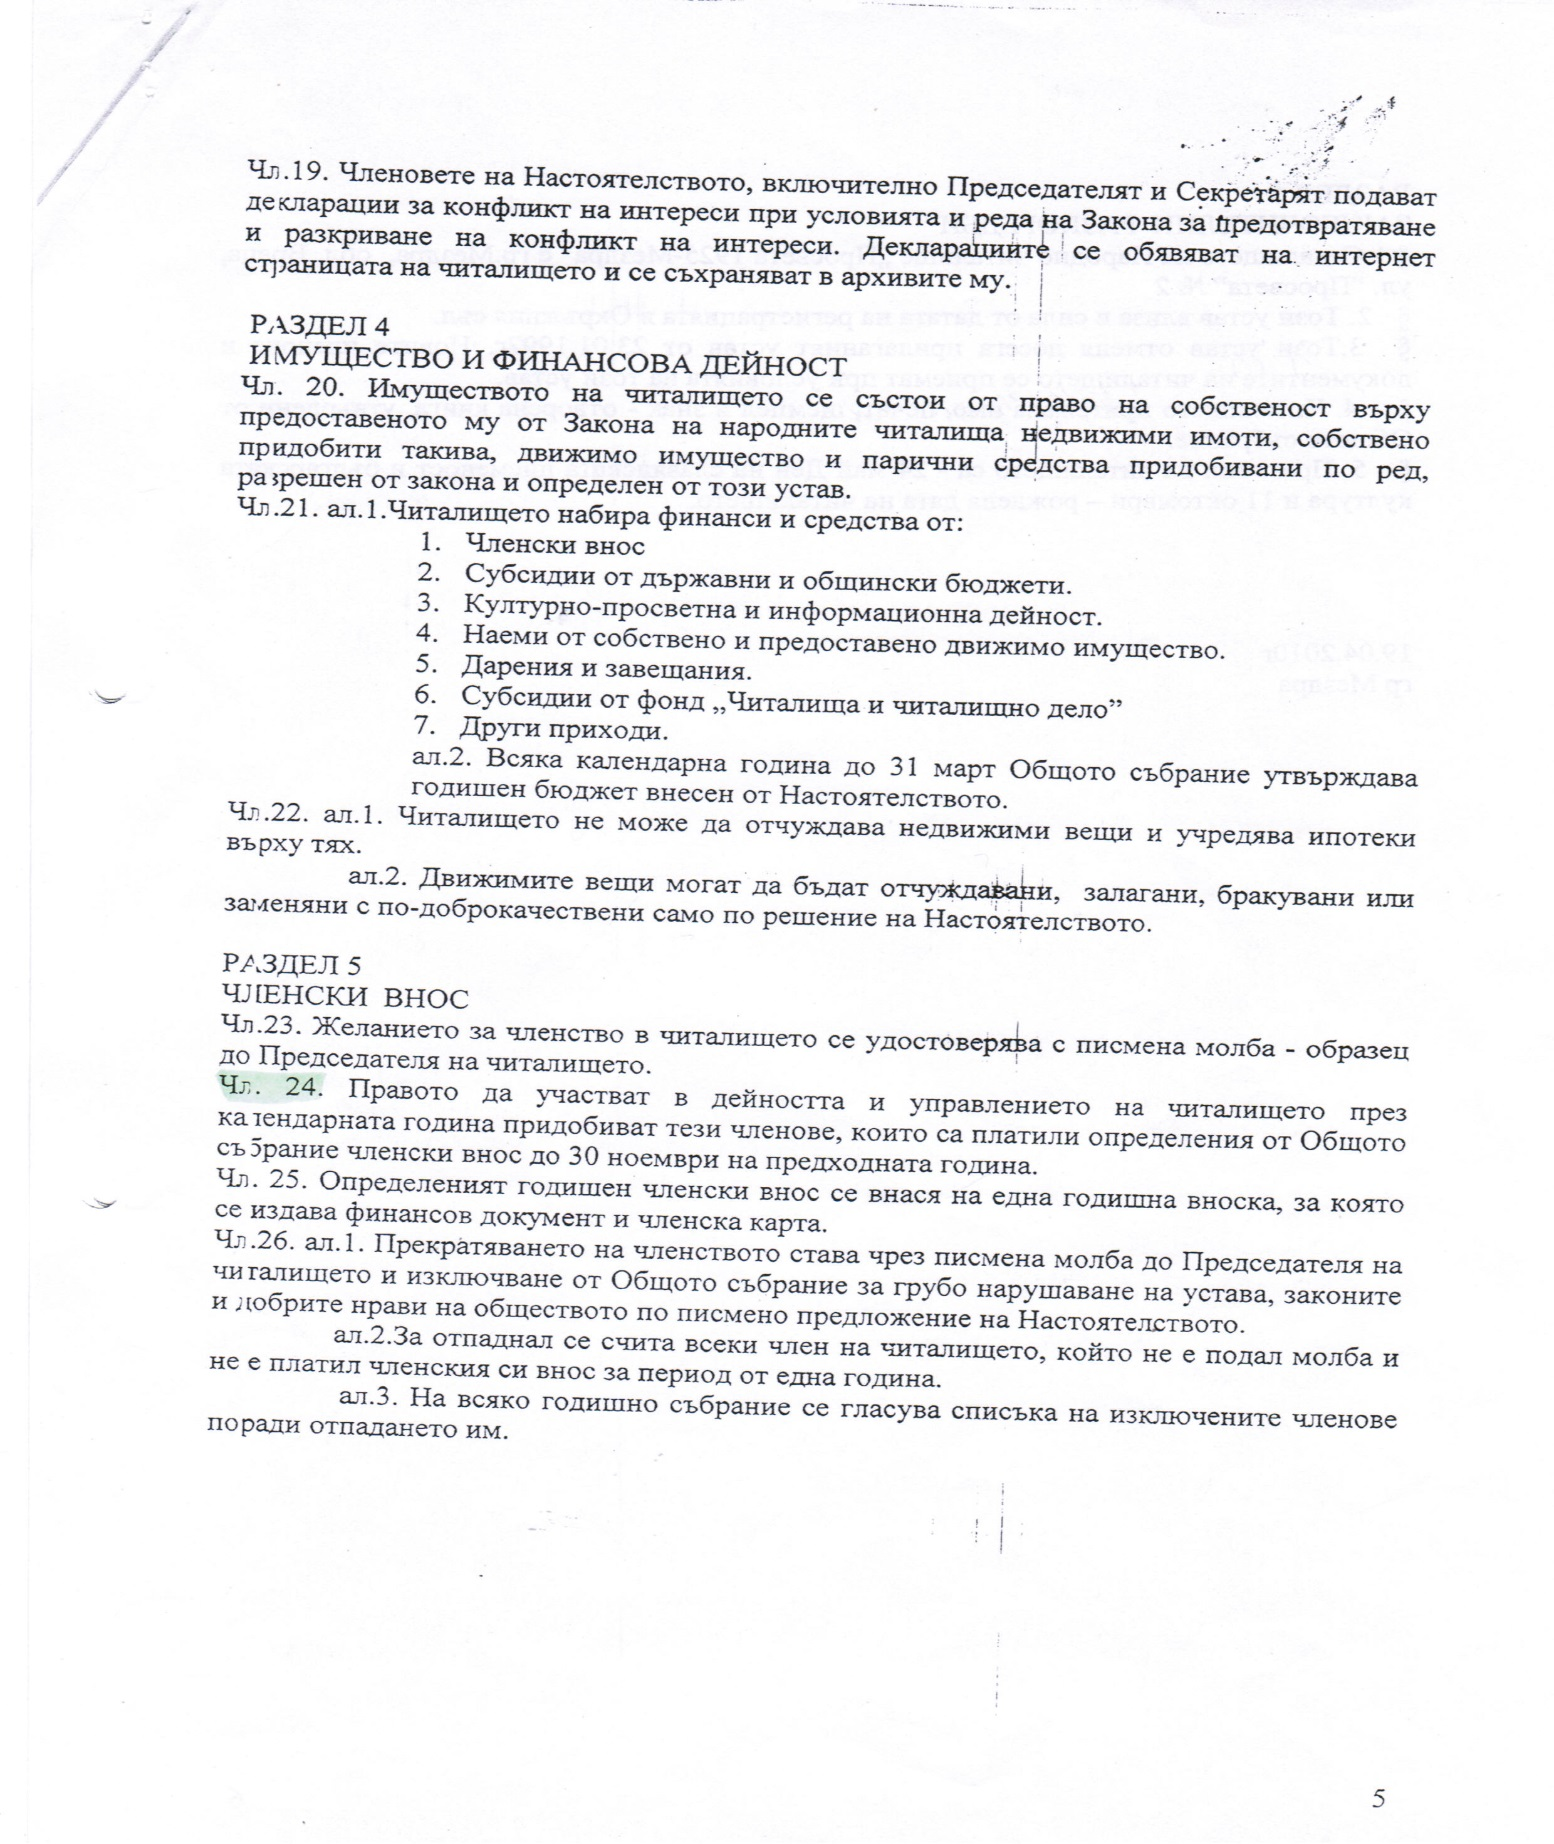 Чл.19. Членовете на Настоятелството, включително Председателят и Секретарят подават
декларации за конфликт на интереси при условията и реда на Закона за предотвратяване
и разкриване на конфликт на интереси. Декларациите се обявяват на интернет
страницата на читалището и се съхраняват в архивите му.
РАЗДЕЛ 4
ИМУЩЕСТВО И ФИНАНСОВА ДЕЙНОСТ
Чл. 20. Имуществото на читалището се състои от право на собственост върху
предоставеното му от Закона на народните читалища недвижими имоти, собствено
придобити такива, движимо имущество и парични средства придобивани по ред,
разрешен от закона и определен от този устав.
Чл.21. ал.1.Читалището набира финанси и средства от:
1. Членски внос
2. Субсидии от държавни и общински бюджети.
3. Културно-просветна и информационна дейност.
4. Наеми от собствено и предоставено движимо имущество.
5. Дарения и завещания.
6. Субсидии от фонд „Читалища и читалищно дело”
7. Други приходи.
ал.2. Всяка календарна година до 31 март Общото събрание утвърждава
годишен бюджет внесен от Настоятелството.
Чл.22. ал.1. Читалището не може да отчуждава недвижими вещи и учредява ипотеки
върху тях.
ал.2. Движимите вещи могат да бъдат отчуждавани, залагани, бракувани или
заменяни с по-доброкачествени само по решение на Настоятелството.
РАЗДЕЛ 5
ЧЛЕНСКИ ВНОС
Чл.23. Желанието за членство в читалището се удостоверява с писмена молба - образец
до Председателя на читалището.
Чл. 24. Правото да участват в дейността и управлението на читалището през
календарната година придобиват тези членове, които са платили определения от Общото
събрание членски внос до 30 ноември на предходната година.
Чл. 25. Определеният годишен членски внос се внася на една годишна вноска, за която
се издава финансов документ и членска карта.
Чл.26. ал.1. Прекратяването на членството става чрез писмена молба до Председателя на
читалището и изключване от Общото събрание за грубо нарушаване на устава, законите
и добрите нрави на обществото по писмено предложение на Настоятелството.
ал.2.За отпаднал се счита всеки член на читалището, който не е подал молба и
не е платил членския си внос за период от една година.
ал.3. На всяко годишно събрание се гласува списъка на изключените членове
поради отпадането им.
5